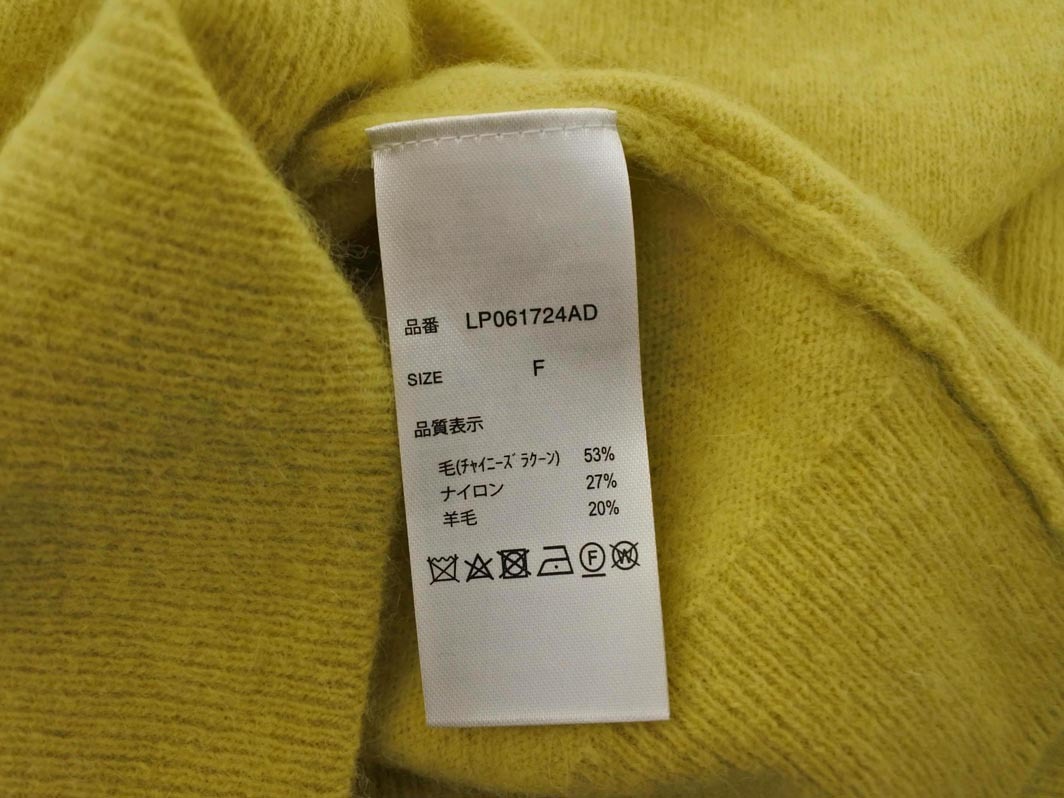 品番 LP061724AD
SIZE F
品質表示
毛(ﾁｬｲﾆｰｽﾞﾗｸｰﾝ) 53%
ナイロン 27%
羊毛 20%
F W